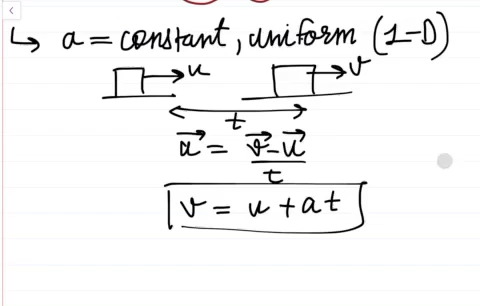 ↳ a = constant, uniform (1-D)
u v
t
a⃗ = v⃗ - u⃗ / t
v = u + at